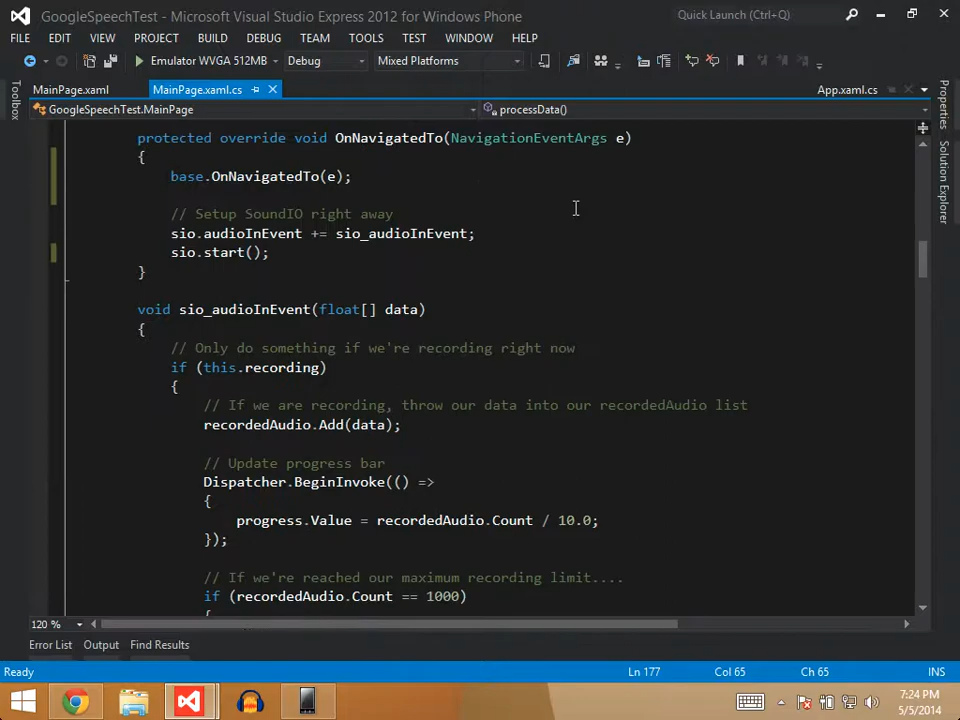 GoogleSpeechTest - Microsoft Visual Studio Express 2012 for Windows Phone
Quick Launch (Ctrl+Q)
FILE EDIT VIEW PROJECT BUILD DEBUG TEAM TOOLS TEST WINDOW HELP
Emulator WVGA 512MB Debug Mixed Platforms
MainPage.xaml MainPage.xaml.cs App.xaml.cs
GoogleSpeechTest.MainPage processData()
Toolbox
Properties
Solution Explorer
protected override void OnNavigatedTo(NavigationEventArgs e)
{
base.OnNavigatedTo(e);
// Setup SoundIO right away
sio.audioInEvent += sio_audioInEvent;
sio.start();
}
void sio_audioInEvent(float[] data)
{
// Only do something if we're recording right now
if (this.recording)
{
// If we are recording, throw our data into our recordedAudio list
recordedAudio.Add(data);
// Update progress bar
Dispatcher.BeginInvoke(() =>
{
progress.Value = recordedAudio.Count / 10.0;
});
// If we're reached our maximum recording limit....
if (recordedAudio.Count == 1000)
{
120 %
Error List Output Find Results
Ready Ln 177 Col 65 Ch 65 INS
7:24 PM
5/5/2014